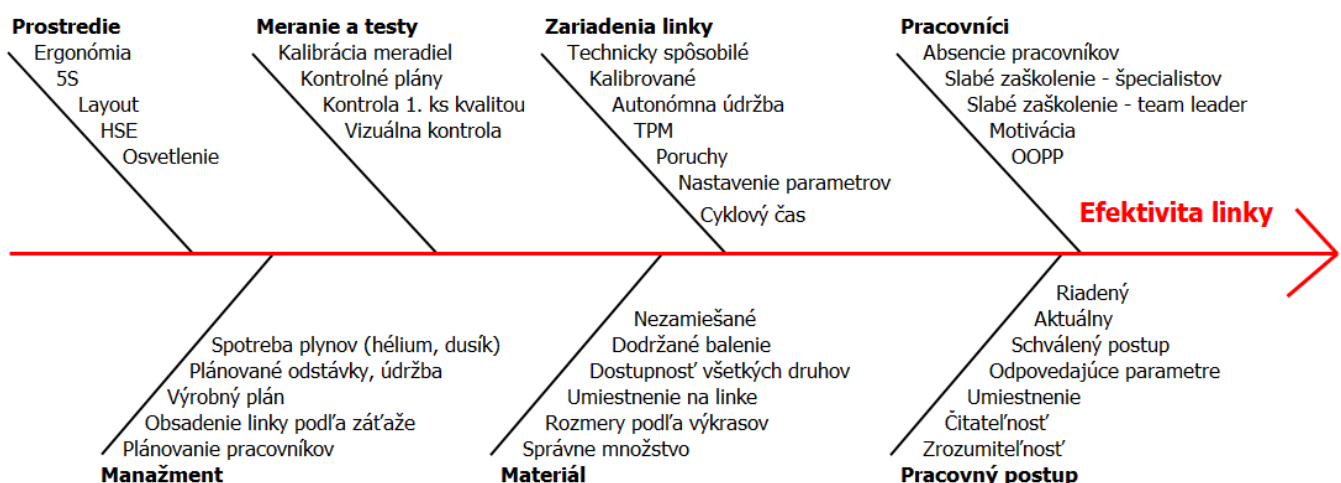 Prostredie
Ergonómia
5S
Layout
HSE
Osvetlenie
Meranie a testy
Kalibrácia meradiel
Kontrolné plány
Kontrola 1. ks kvalitou
Vizuálna kontrola
Zariadenia linky
Technicky spôsobilé
Kalibrované
Autonómna údržba
TPM
Poruchy
Nastavenie parametrov
Cyklový čas
Pracovníci
Absencie pracovníkov
Slabé zaškolenie - špecialistov
Slabé zaškolenie - team leader
Motivácia
OOPP
Efektivita linky
Spotreba plynov (hélium, dusík)
Plánované odstávky, údržba
Výrobný plán
Obsadenie linky podľa záťaže
Plánovanie pracovníkov
Manažment
Nezamiešané
Dodržané balenie
Dostupnosť všetkých druhov
Umiestnenie na linke
Rozmery podľa výkrasov
Správne množstvo
Materiál
Riadený
Aktuálny
Schválený postup
Odpovedajúce parametre
Umiestnenie
Čitateľnosť
Zrozumiteľnosť
Pracovný postup